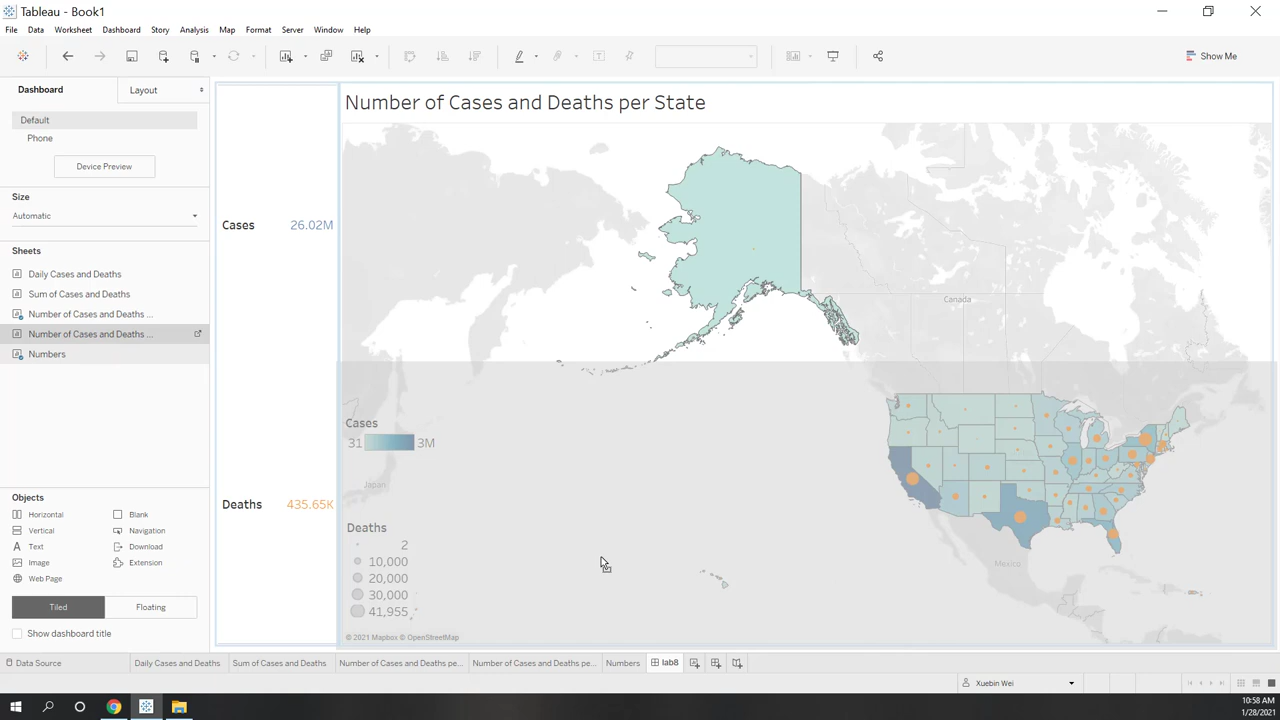 Tableau - Book1
File Data Worksheet Dashboard Story Analysis Map Format Server Window Help
Show Me
Dashboard Layout
Default
Phone
Device Preview
Size
Automatic
Sheets
Daily Cases and Deaths
Sum of Cases and Deaths
Number of Cases and Deaths ...
Number of Cases and Deaths ...
Numbers
Objects
Horizontal Blank
Vertical Navigation
Text Download
Image Extension
Web Page
Tiled Floating
Show dashboard title
Cases 26.02M
Deaths 435.65K
Number of Cases and Deaths per State
Canada
Japan
Mexico
Cases
31 3M
Deaths
2
10,000
20,000
30,000
41,955
© 2021 Mapbox © OpenStreetMap
Data Source Daily Cases and Deaths Sum of Cases and Deaths Number of Cases and Deaths pe... Number of Cases and Deaths pe... Numbers lab8
Xuebin Wei
10:58 AM
1/28/2021